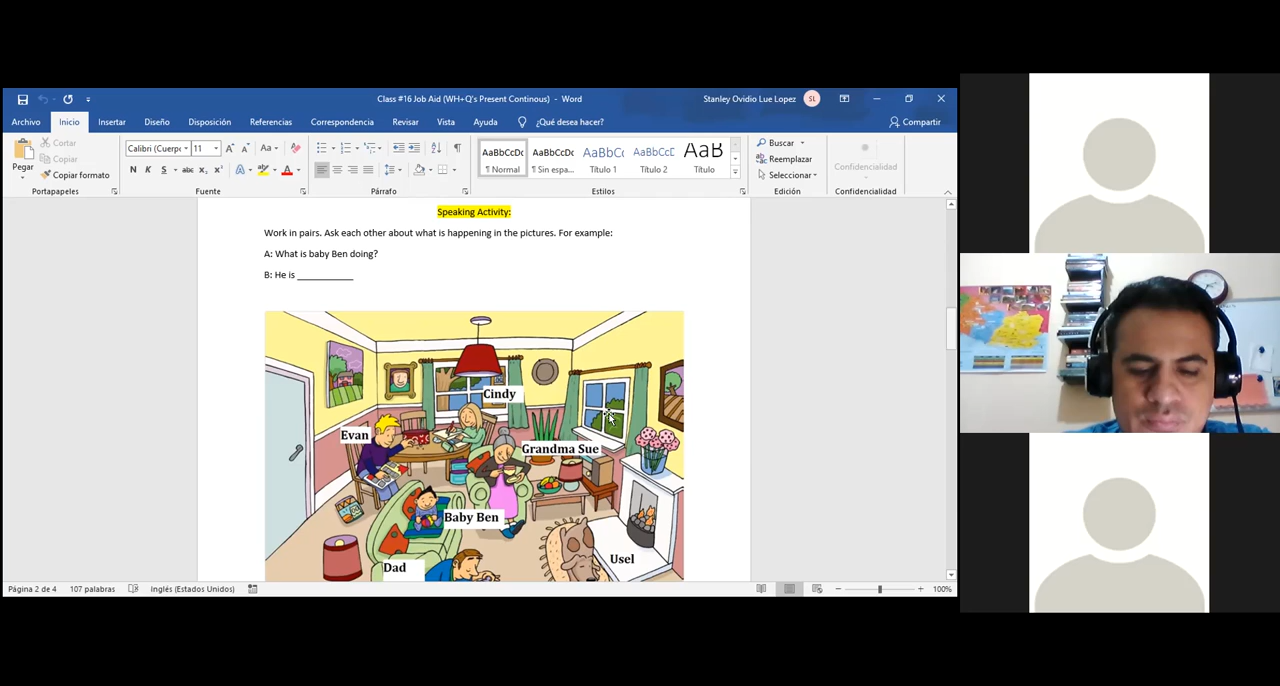 Class #16 Job Aid (WH+Q's Present Continous) - Word
Stanley Ovidio Lue Lopez
SL
Archivo Inicio Insertar Diseño Disposición Referencias Correspondencia Revisar Vista Ayuda ¿Qué desea hacer? Compartir
Pegar
Cortar
Copiar
Copiar formato
Portapapeles
Calibri (Cuerpo 11
Fuente
Párrafo
AaBbCcDc AaBbCcDc AaBbCc AaBbCcC AaB
¶ Normal ¶ Sin espa... Título 1 Título 2 Título
Estilos
Buscar
Reemplazar
Seleccionar
Edición
Confidencialidad
Confidencialidad
Speaking Activity:
Work in pairs. Ask each other about what is happening in the pictures. For example:
A: What is baby Ben doing?
B: He is __________
Cindy
Evan
Grandma Sue
Baby Ben
Usel
Dad
Página 2 de 4 107 palabras Inglés (Estados Unidos) 100%